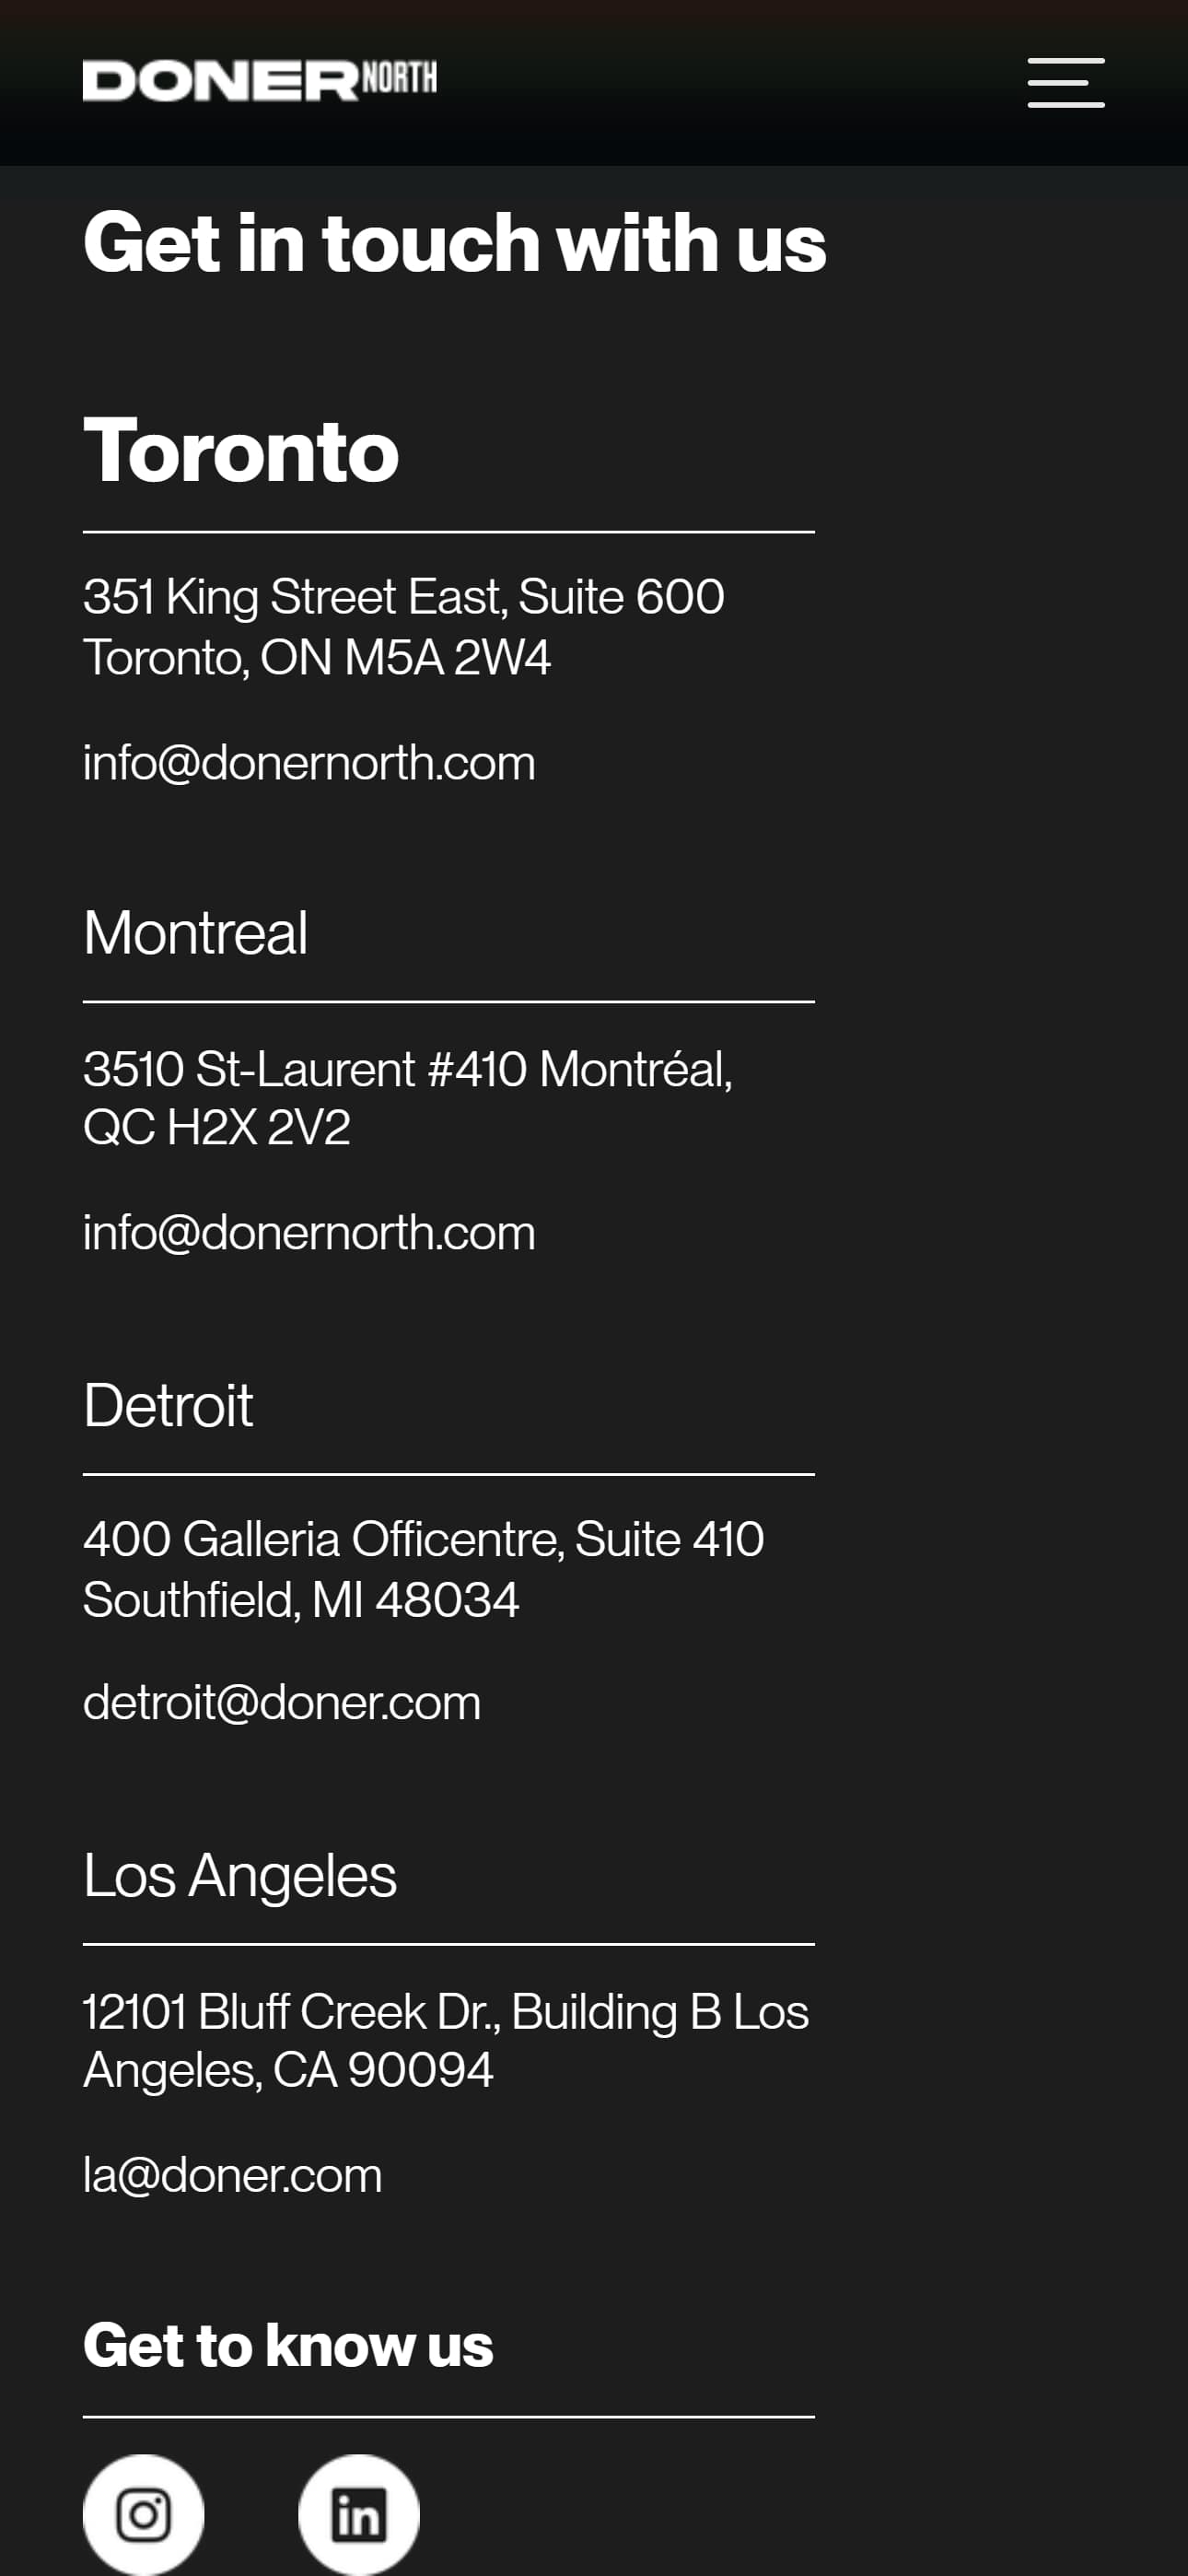 DONER NORTH
Get in touch with us
Toronto
351 King Street East, Suite 600
Toronto, ON M5A 2W4
info@donernorth.com
Montreal
3510 St-Laurent #410 Montréal,
QC H2X 2V2
info@donernorth.com
Detroit
400 Galleria Officentre, Suite 410
Southfield, MI 48034
detroit@doner.com
Los Angeles
12101 Bluff Creek Dr., Building B Los
Angeles, CA 90094
la@doner.com
Get to know us
in